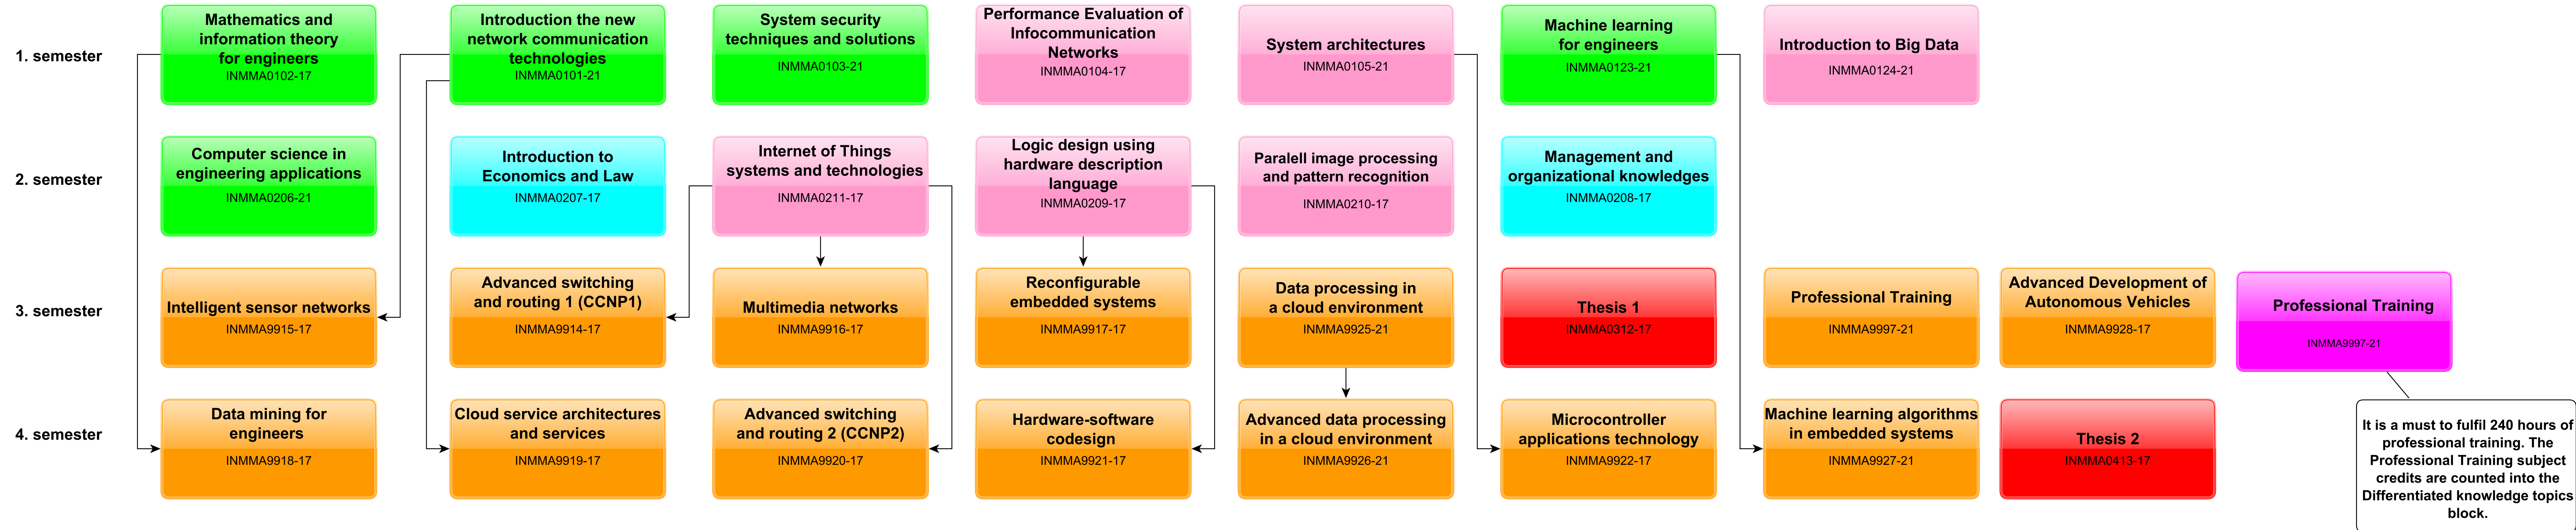 1. semester
Mathematics and
information theory
for engineers
INMMA0102-17
Introduction the new
network communication
technologies
INMMA0101-21
System security
techniques and solutions
INMMA0103-21
Performance Evaluation of
Infocommunication
Networks
INMMA0104-17
System architectures
INMMA0105-21
Machine learning
for engineers
INMMA0123-21
Introduction to Big Data
INMMA0124-21
2. semester
Computer science in
engineering applications
INMMA0206-21
Introduction to
Economics and Law
INMMA0207-17
Internet of Things
systems and technologies
INMMA0211-17
Logic design using
hardware description
language
INMMA0209-17
Paralell image processing
and pattern recognition
INMMA0210-17
Management and
organizational knowledges
INMMA0208-17
3. semester
Intelligent sensor networks
INMMA9915-17
Advanced switching
and routing 1 (CCNP1)
INMMA9914-17
Multimedia networks
INMMA9916-17
Reconfigurable
embedded systems
INMMA9917-17
Data processing in
a cloud environment
INMMA9925-21
Thesis 1
INMMA0312-17
Professional Training
INMMA9997-21
Advanced Development of
Autonomous Vehicles
INMMA9928-17
Professional Training
INMMA9997-21
4. semester
Data mining for
engineers
INMMA9918-17
Cloud service architectures
and services
INMMA9919-17
Advanced switching
and routing 2 (CCNP2)
INMMA9920-17
Hardware-software
codesign
INMMA9921-17
Advanced data processing
in a cloud environment
INMMA9926-21
Microcontroller
applications technology
INMMA9922-17
Machine learning algorithms
in embedded systems
INMMA9927-21
Thesis 2
INMMA0413-17
It is a must to fulfil 240 hours of
professional training. The
Professional Training subject
credits are counted into the
Differentiated knowledge topics
block.